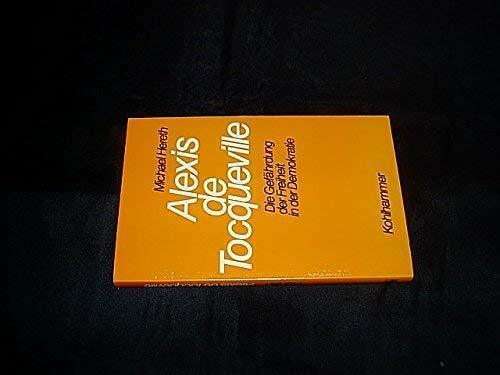 Michael Hereth
Alexis
de
Tocqueville
Die Gefährdung
der Freiheit
in der Demokratie
Kohlhammer